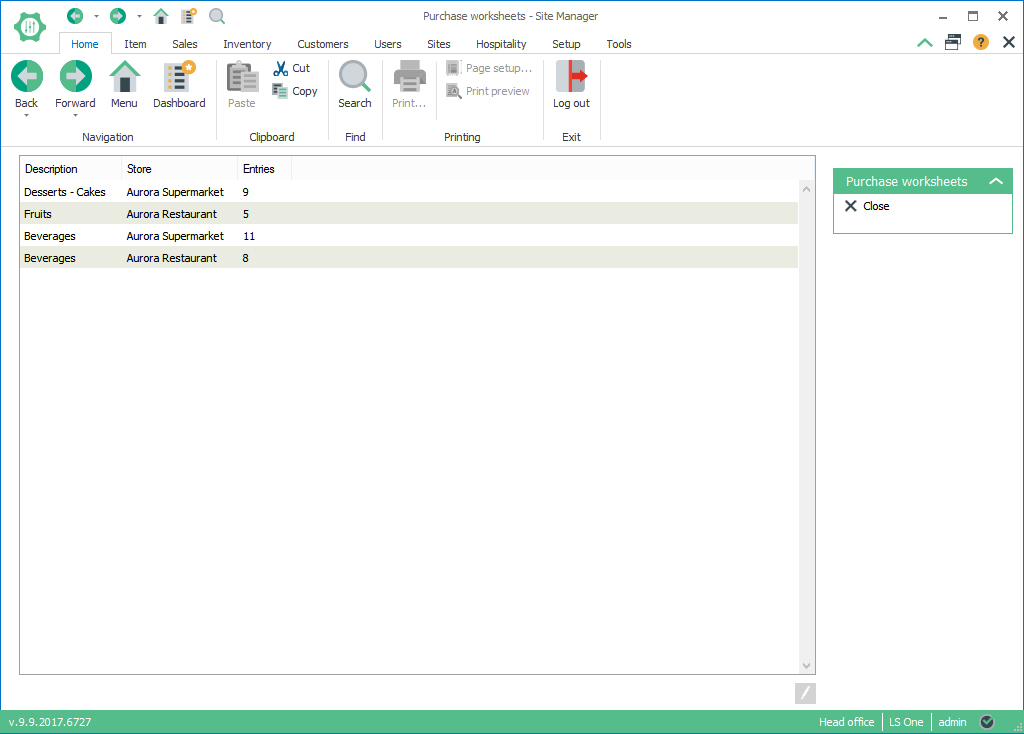 Purchase worksheets - Site Manager
Home Item Sales Inventory Customers Users Sites Hospitality Setup Tools
Back Forward Menu Dashboard Paste Cut Copy Search Print... Page setup... Print preview Log out
Navigation Clipboard Find Printing Exit
Description Store Entries
Desserts - Cakes Aurora Supermarket 9
Fruits Aurora Restaurant 5
Beverages Aurora Supermarket 11
Beverages Aurora Restaurant 8
Purchase worksheets
Close
v.9.9.2017.6727 Head office LS One admin